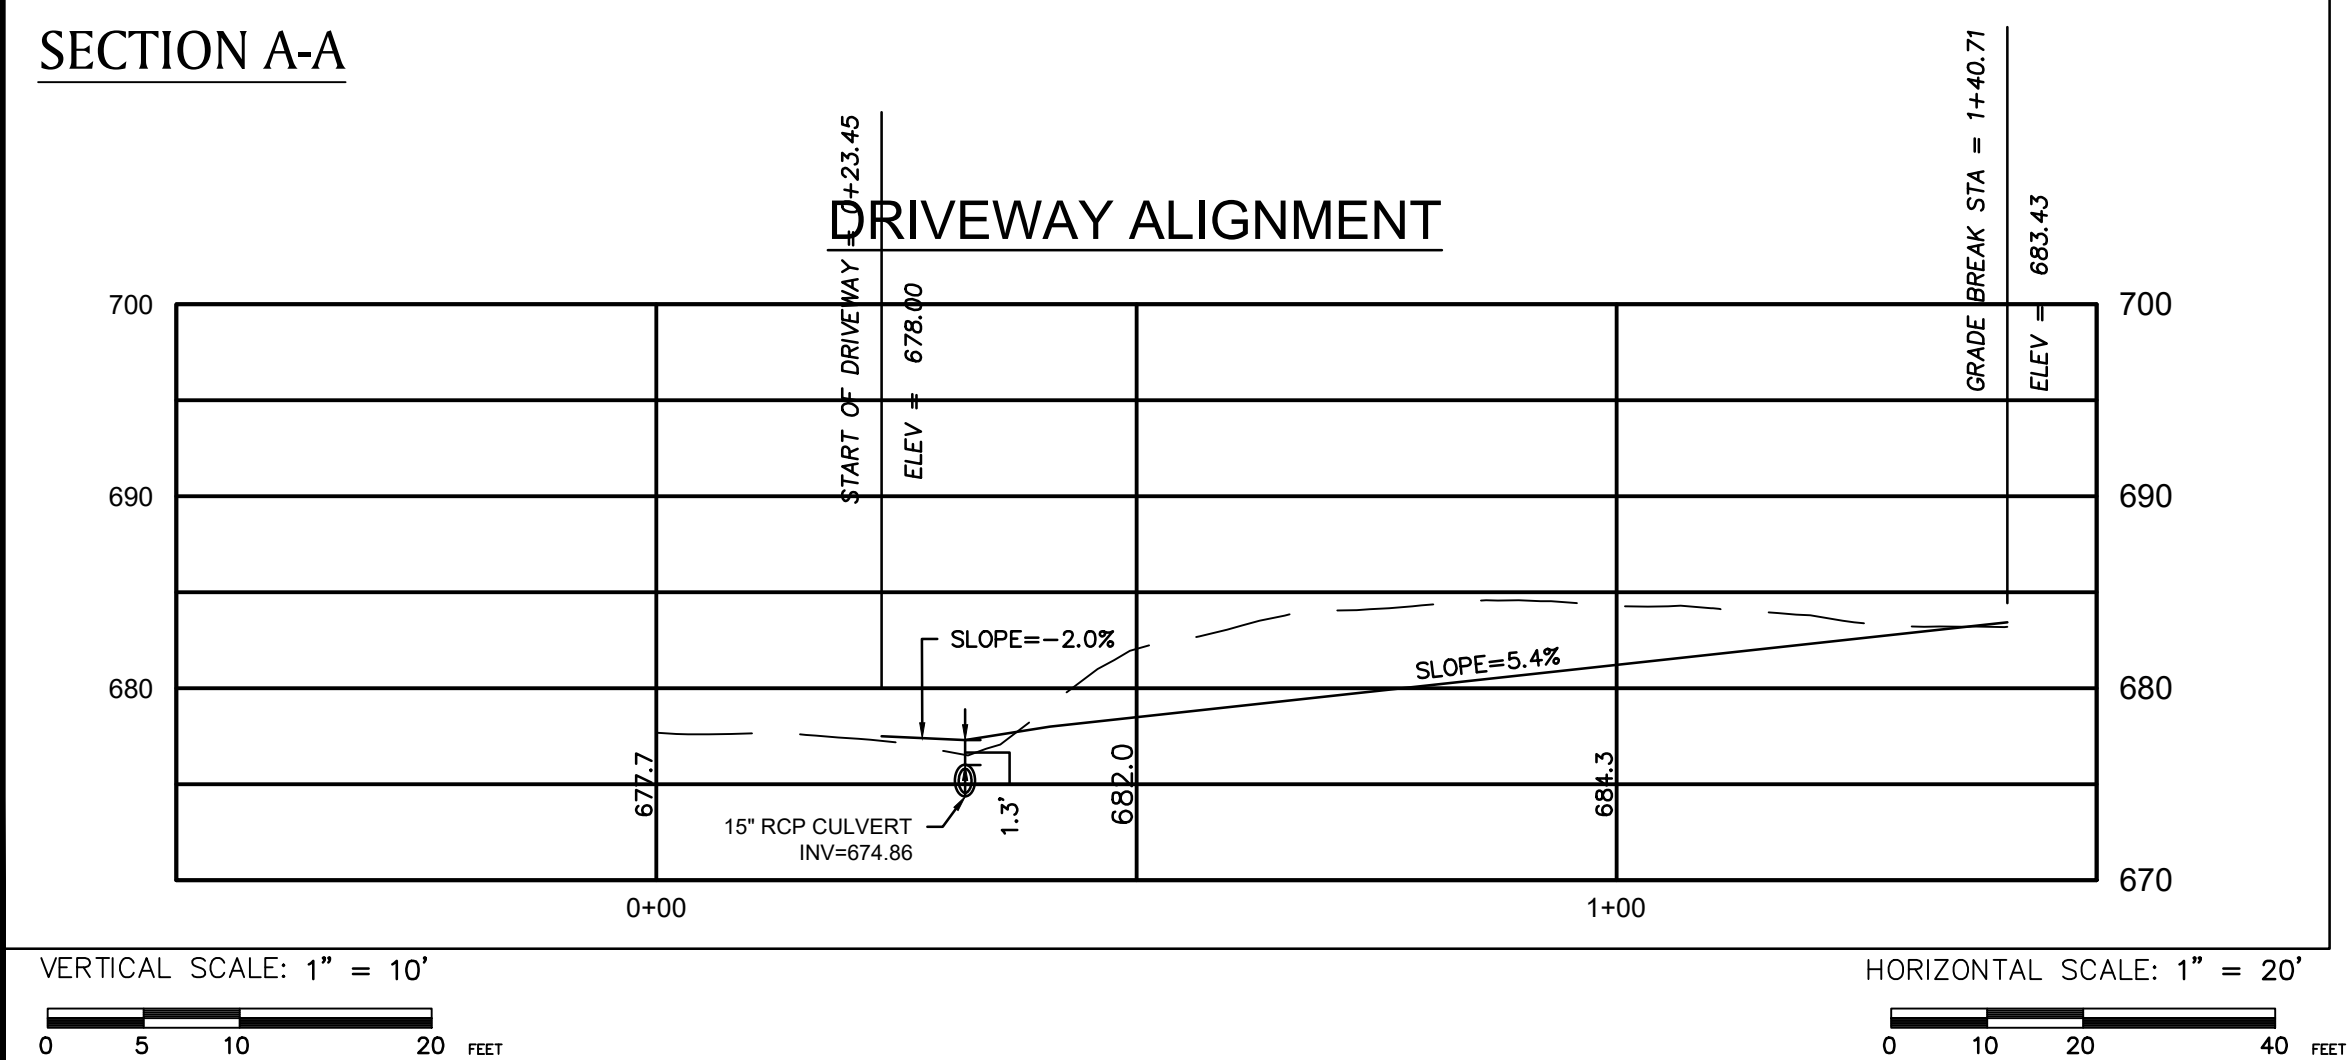 SECTION A-A
START OF DRIVEWAY = 0+23.45
ELEV = 678.00
DRIVEWAY ALIGNMENT
GRADE BREAK STA = 1+40.71
ELEV = 683.43
700
700
690
690
SLOPE=-2.0%
SLOPE=5.4%
680
680
677.7
682.0
684.3
1.3'
15" RCP CULVERT
INV=674.86
670
0+00
1+00
VERTICAL SCALE: 1" = 10'
0 5 10 20 FEET
HORIZONTAL SCALE: 1" = 20'
0 10 20 40 FEET